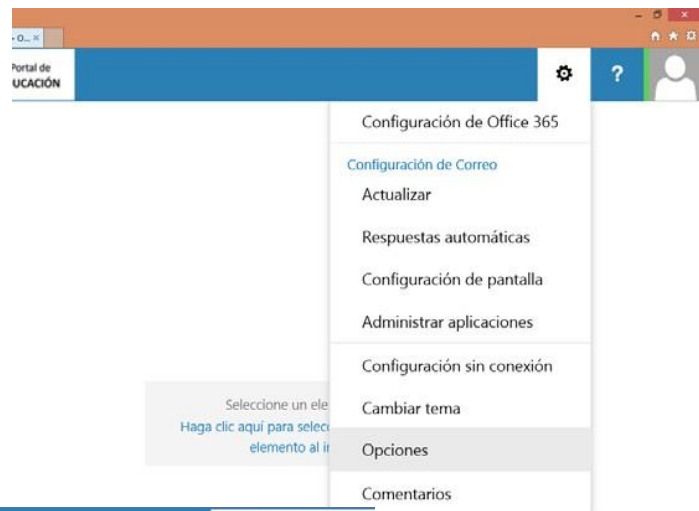 - O... ×
Portal de
UCACIÓN
?
Configuración de Office 365
Configuración de Correo
Actualizar
Respuestas automáticas
Configuración de pantalla
Administrar aplicaciones
Configuración sin conexión
Seleccione un ele
Cambiar tema
Haga clic aquí para selec
elemento al i
Opciones
Comentarios